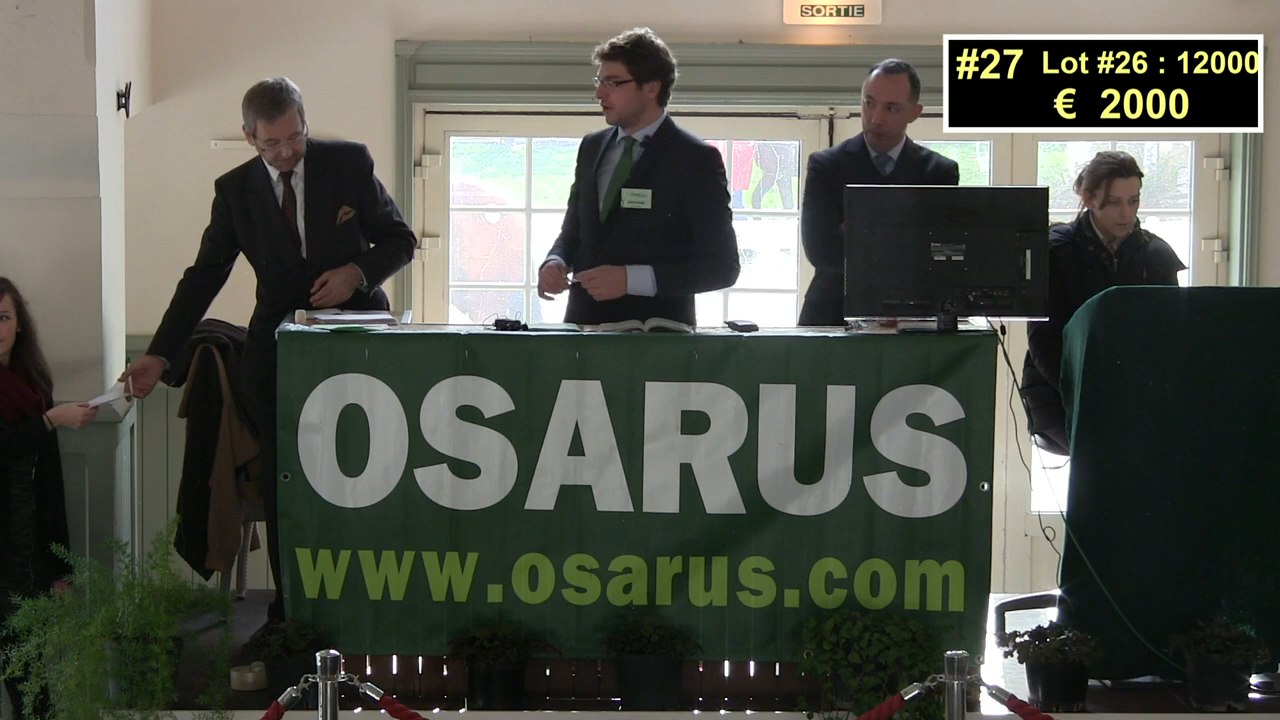 SORTIE
#27 Lot #26 : 12000
€ 2000
OSARUS
www.osarus.com